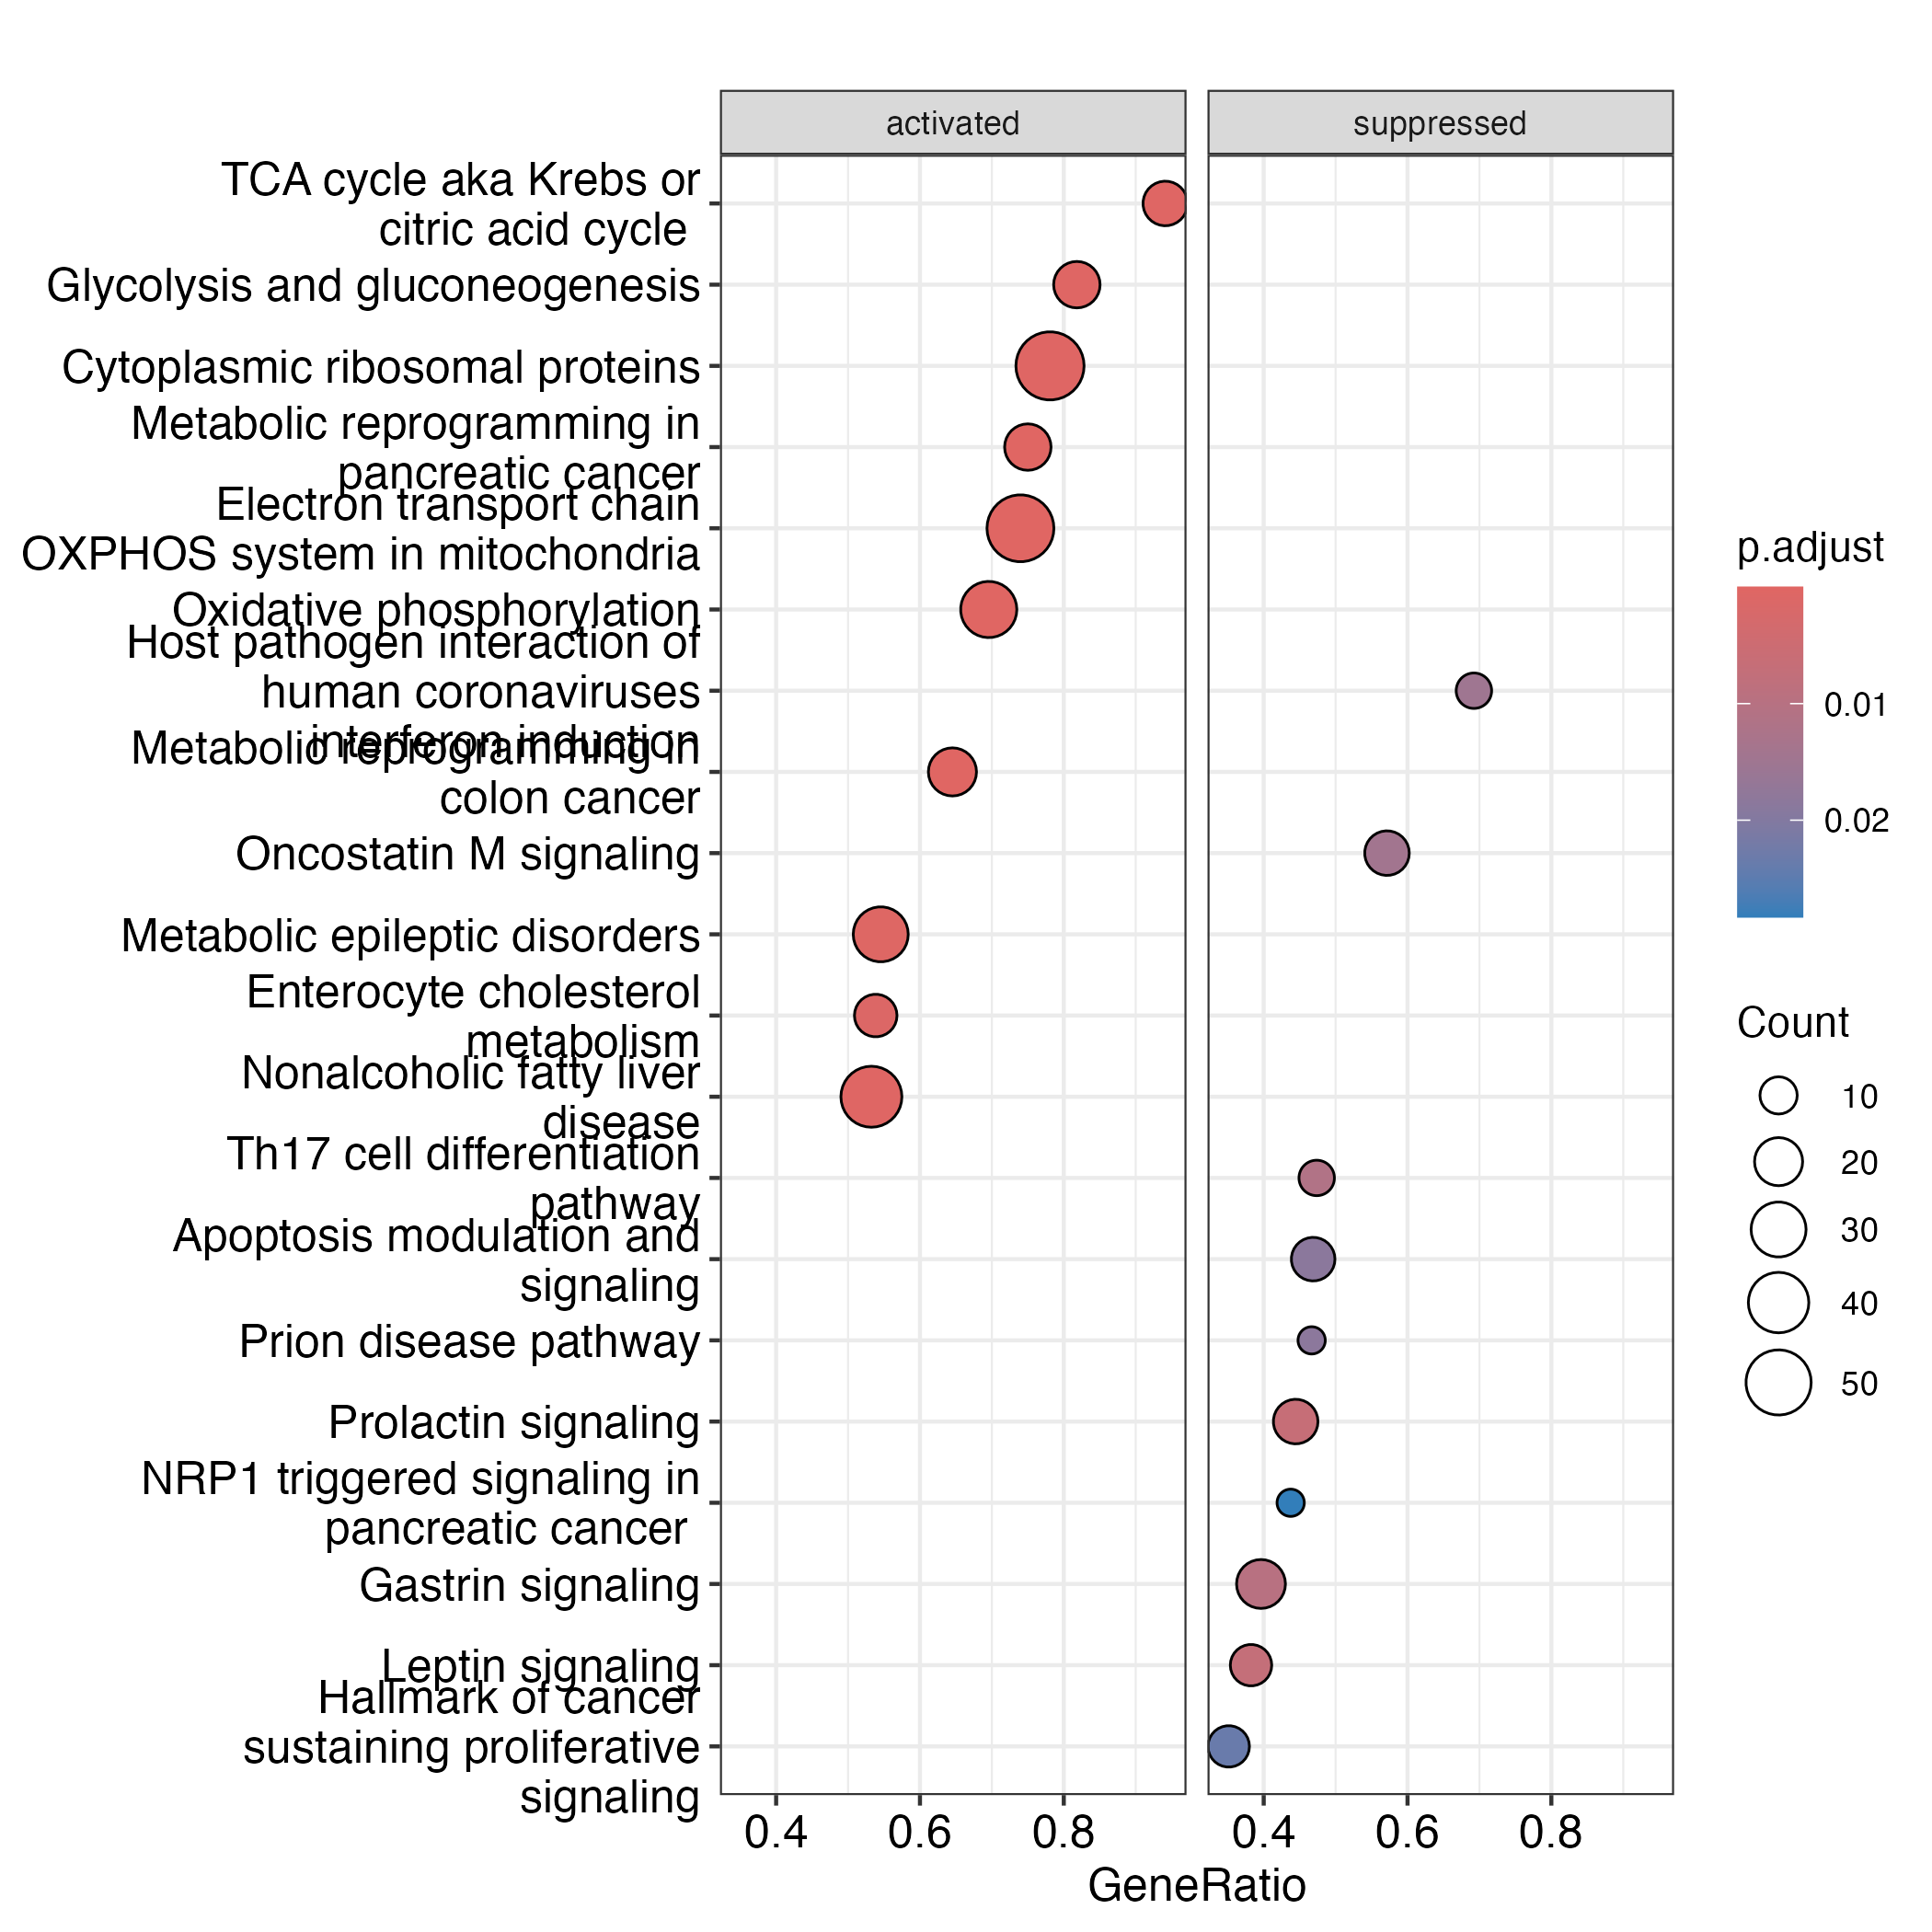 activated
suppressed
TCA cycle aka Krebs or
citric acid cycle
Glycolysis and gluconeogenesis
Cytoplasmic ribosomal proteins
Metabolic reprogramming in
pancreatic cancer
Electron transport chain
OXPHOS system in mitochondria
Oxidative phosphorylation
Host pathogen interaction of
human coronaviruses
interferon induction
Metabolic reprogramming in
colon cancer
Oncostatin M signaling
Metabolic epileptic disorders
Enterocyte cholesterol
metabolism
Nonalcoholic fatty liver
disease
Th17 cell differentiation
pathway
Apoptosis modulation and
signaling
Prion disease pathway
Prolactin signaling
NRP1 triggered signaling in
pancreatic cancer
Gastrin signaling
Leptin signaling
Hallmark of cancer
sustaining proliferative
signaling
0.4 0.6 0.8
0.4 0.6 0.8
GeneRatio
p.adjust
0.01
0.02
Count
10
20
30
40
50